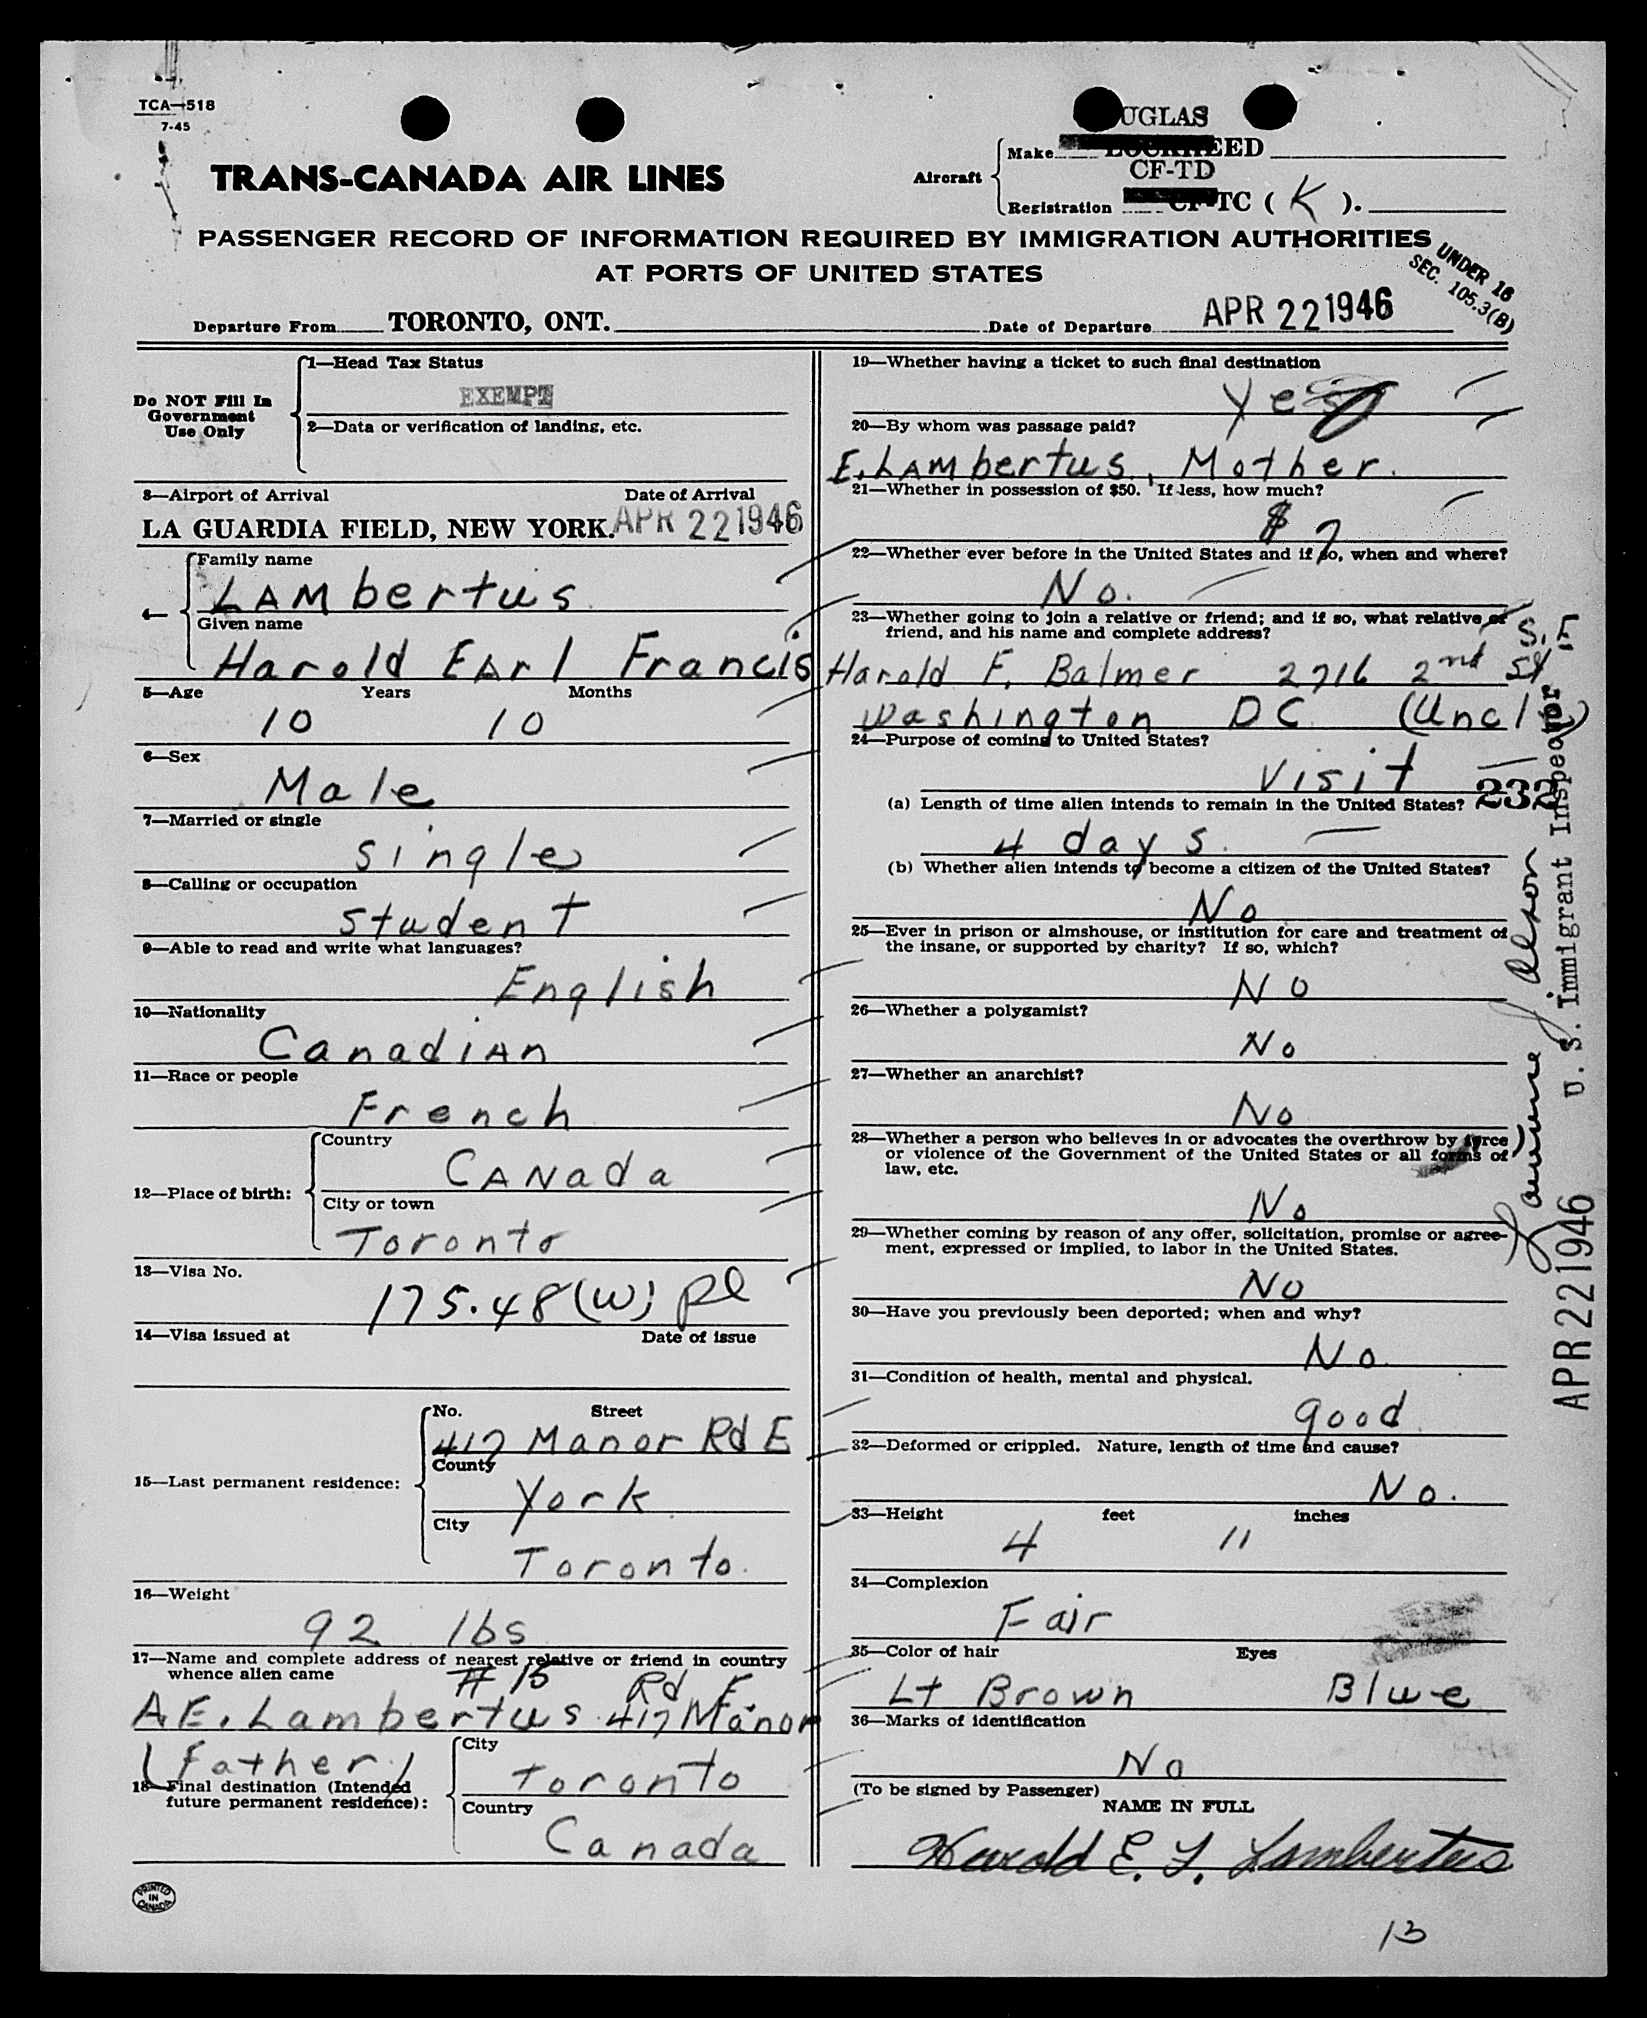 TCA—518
7-45
UGLAS
Make EED
TRANS-CANADA AIR LINES
Aircraft
CF-TD
Registration TC ( K ).
PASSENGER RECORD OF INFORMATION REQUIRED BY IMMIGRATION AUTHORITIES
AT PORTS OF UNITED STATES
UNDER 16
SEC. 105.3(B)
Departure From TORONTO, ONT. Date of Departure APR 22 1946
Do NOT Fill In
Government
Use Only
1—Head Tax Status
EXEMPT
2—Data or verification of landing, etc.
3—Airport of Arrival Date of Arrival
LA GUARDIA FIELD, NEW YORK. APR 22 1946
4—
Family name
LAMbertus
Given name
Harold EArl Francis
5—Age Years Months
10 10
6—Sex
Male
7—Married or single
single
8—Calling or occupation
student
9—Able to read and write what languages?
English
10—Nationality
CanadiAn
11—Race or people
French
12—Place of birth:
Country
CANada
City or town
Toronto
13—Visa No.
175.48 (W)
14—Visa issued at Date of issue
15—Last permanent residence:
No. Street
417 Manor Rd E
County
York
City
Toronto.
16—Weight
92 lbs
17—Name and complete address of nearest relative or friend in country
whence alien came
# 15 Rd E.
A.E. Lambertus 417 Manor
(Father)
18—Final destination (Intended
future permanent residence):
City
Toronto
Country
Canada
PRINTED
IN
CANADA
19—Whether having a ticket to such final destination
Yes
20—By whom was passage paid?
E. LAMbertus, Mother.
21—Whether in possession of $50. If less, how much?
$ 7
22—Whether ever before in the United States and if so, when and where?
No.
23—Whether going to join a relative or friend; and if so, what relative or
friend, and his name and complete address?
S.E.
Harold F. Balmer 2716 2nd St
Washington DC (Uncle)
24—Purpose of coming to United States?
Visit
232
(a) Length of time alien intends to remain in the United States?
4 days.
(b) Whether alien intends to become a citizen of the United States?
No
25—Ever in prison or almshouse, or institution for care and treatment of
the insane, or supported by charity? If so, which?
NO
26—Whether a polygamist?
No
27—Whether an anarchist?
No
28—Whether a person who believes in or advocates the overthrow by force
or violence of the Government of the United States or all forms of
law, etc.
No
29—Whether coming by reason of any offer, solicitation, promise or agree-
ment, expressed or implied, to labor in the United States.
NO
30—Have you previously been deported; when and why?
No.
31—Condition of health, mental and physical.
good
32—Deformed or crippled. Nature, length of time and cause?
No.
33—Height feet inches
4 11
34—Complexion
Fair
35—Color of hair Eyes
Lt Brown Blue
36—Marks of identification
No
(To be signed by Passenger)
NAME IN FULL
Harold E. F. Lambertus
13
U. S. Immigrant Inspector
APR 22 1946